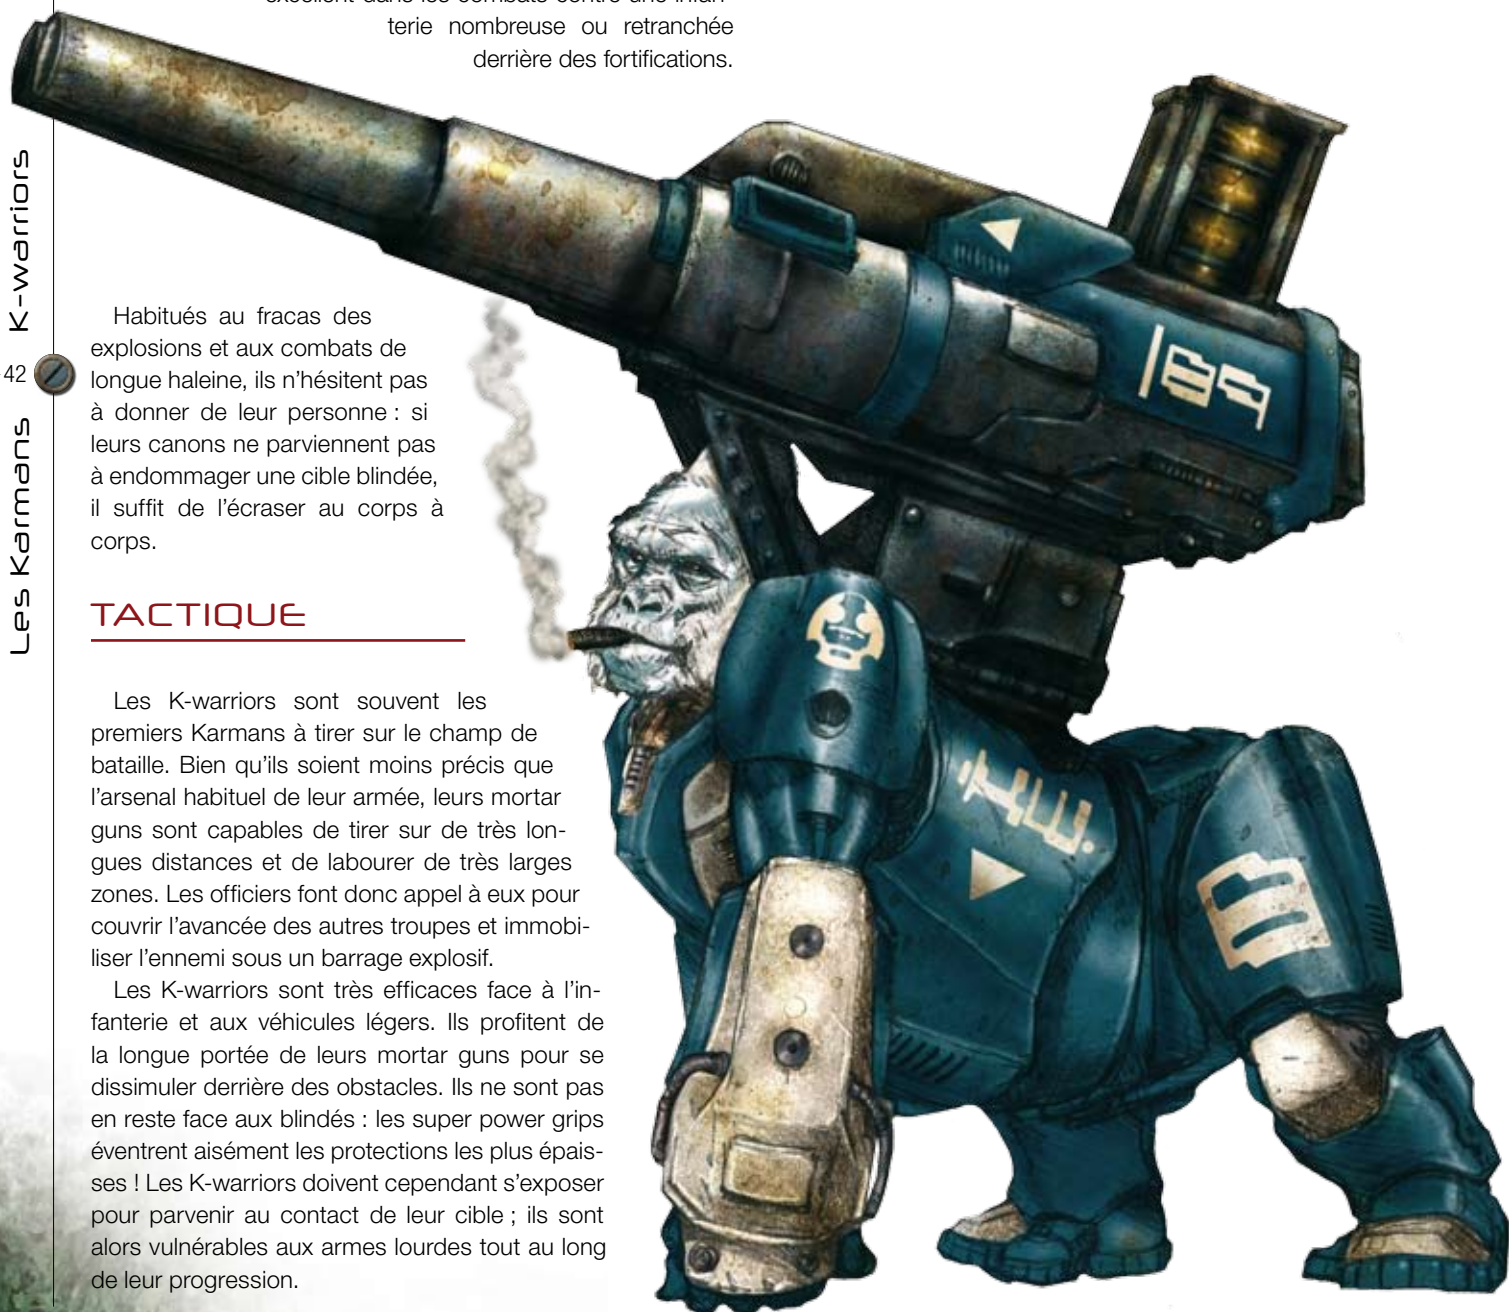 terie nombreuse ou retranchée
derrière des fortifications.
Habitués au fracas des
explosions et aux combats de
longue haleine, ils n’hésitent pas
à donner de leur personne : si
leurs canons ne parviennent pas
à endommager une cible blindée,
il suffit de l’écraser au corps à
corps.
TACTIQUE
Les K-warriors sont souvent les
premiers Karmans à tirer sur le champ de
bataille. Bien qu’ils soient moins précis que
l’arsenal habituel de leur armée, leurs mortar
guns sont capables de tirer sur de très lon-
gues distances et de labourer de très larges
zones. Les officiers font donc appel à eux pour
couvrir l’avancée des autres troupes et immobi-
liser l’ennemi sous un barrage explosif.
Les K-warriors sont très efficaces face à l’in-
fanterie et aux véhicules légers. Ils profitent de
la longue portée de leurs mortar guns pour se
dissimuler derrière des obstacles. Ils ne sont pas
en reste face aux blindés : les super power grips
éventrent aisément les protections les plus épais-
ses ! Les K-warriors doivent cependant s’exposer
pour parvenir au contact de leur cible ; ils sont
alors vulnérables aux armes lourdes tout au long
de leur progression.
K-warriors
42
Les Karmans